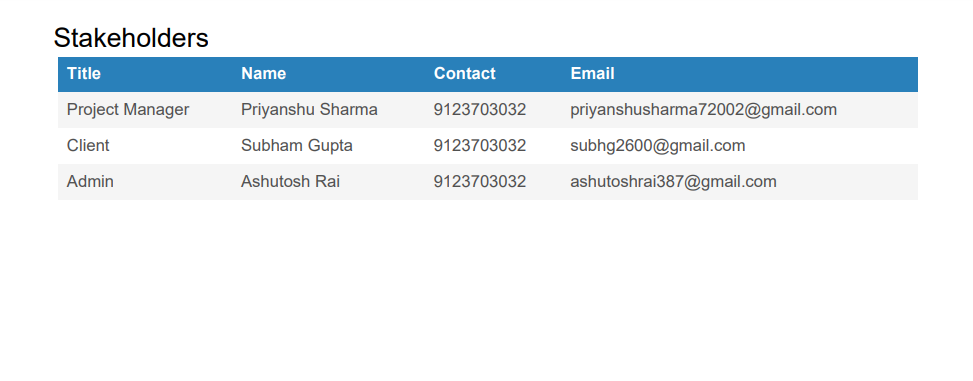 Stakeholders
Title Name Contact Email
Project Manager Priyanshu Sharma 9123703032 priyanshusharma72002@gmail.com
Client Subham Gupta 9123703032 subhg2600@gmail.com
Admin Ashutosh Rai 9123703032 ashutoshrai387@gmail.com